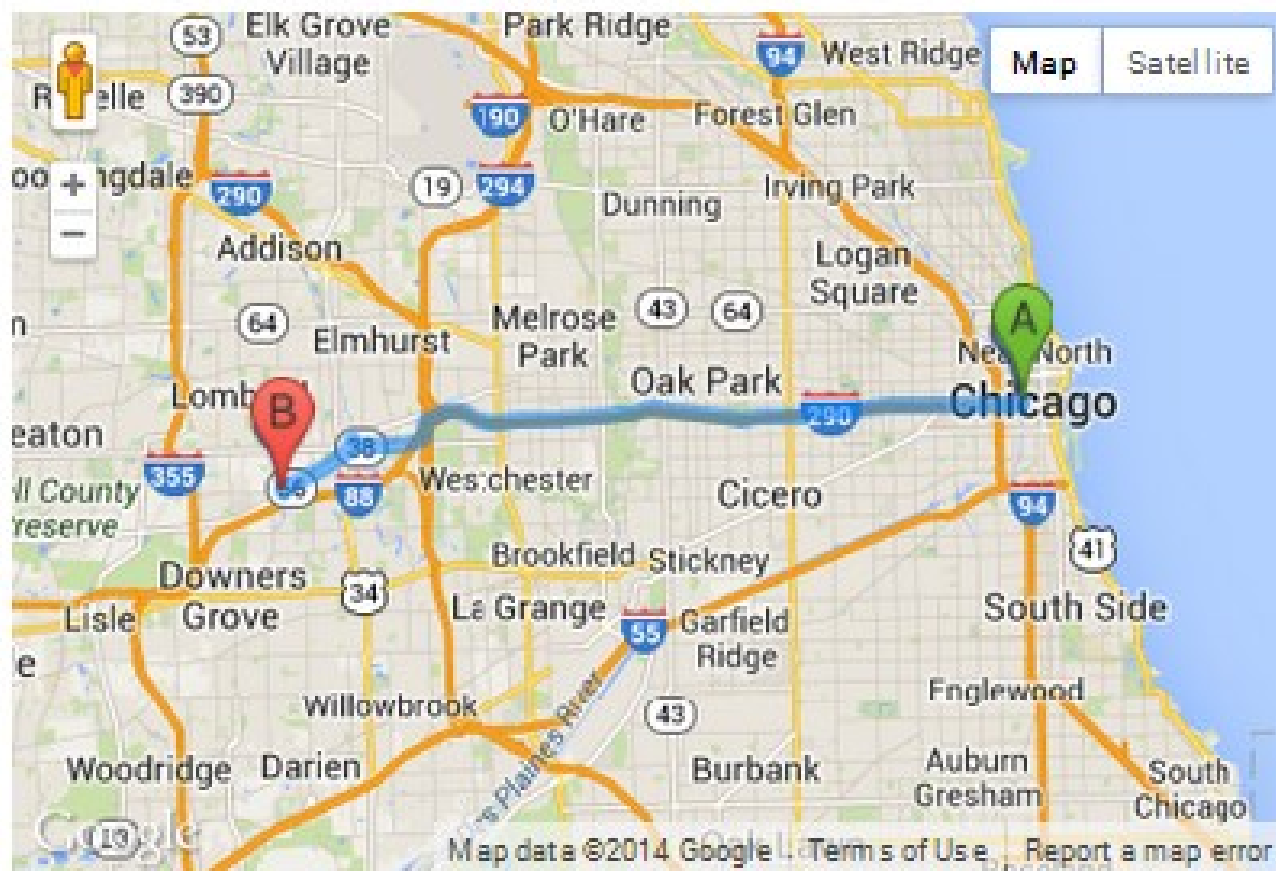 Elk Grove
Village
Park Ridge
West Ridge
Map
Satellite
53
390
94
190
O'Hare
Forest Glen
290
19
294
Irving Park
Dunning
Addison
Logan
Square
64
Elmhurst
Melrose
Park
43
64
A
North
Chicago
Oak Park
290
B
38
355
88
Westchester
Cicero
94
Brookfield
Stickney
41
Downers
Grove
34
Lisle
La Grange
55
Garfield
Ridge
South Side
Willowbrook
43
Englewood
Woodridge
Darien
Burbank
Auburn
Gresham
South
Chicago
Google
Map data ©2014 Google
Terms of Use
Report a map error